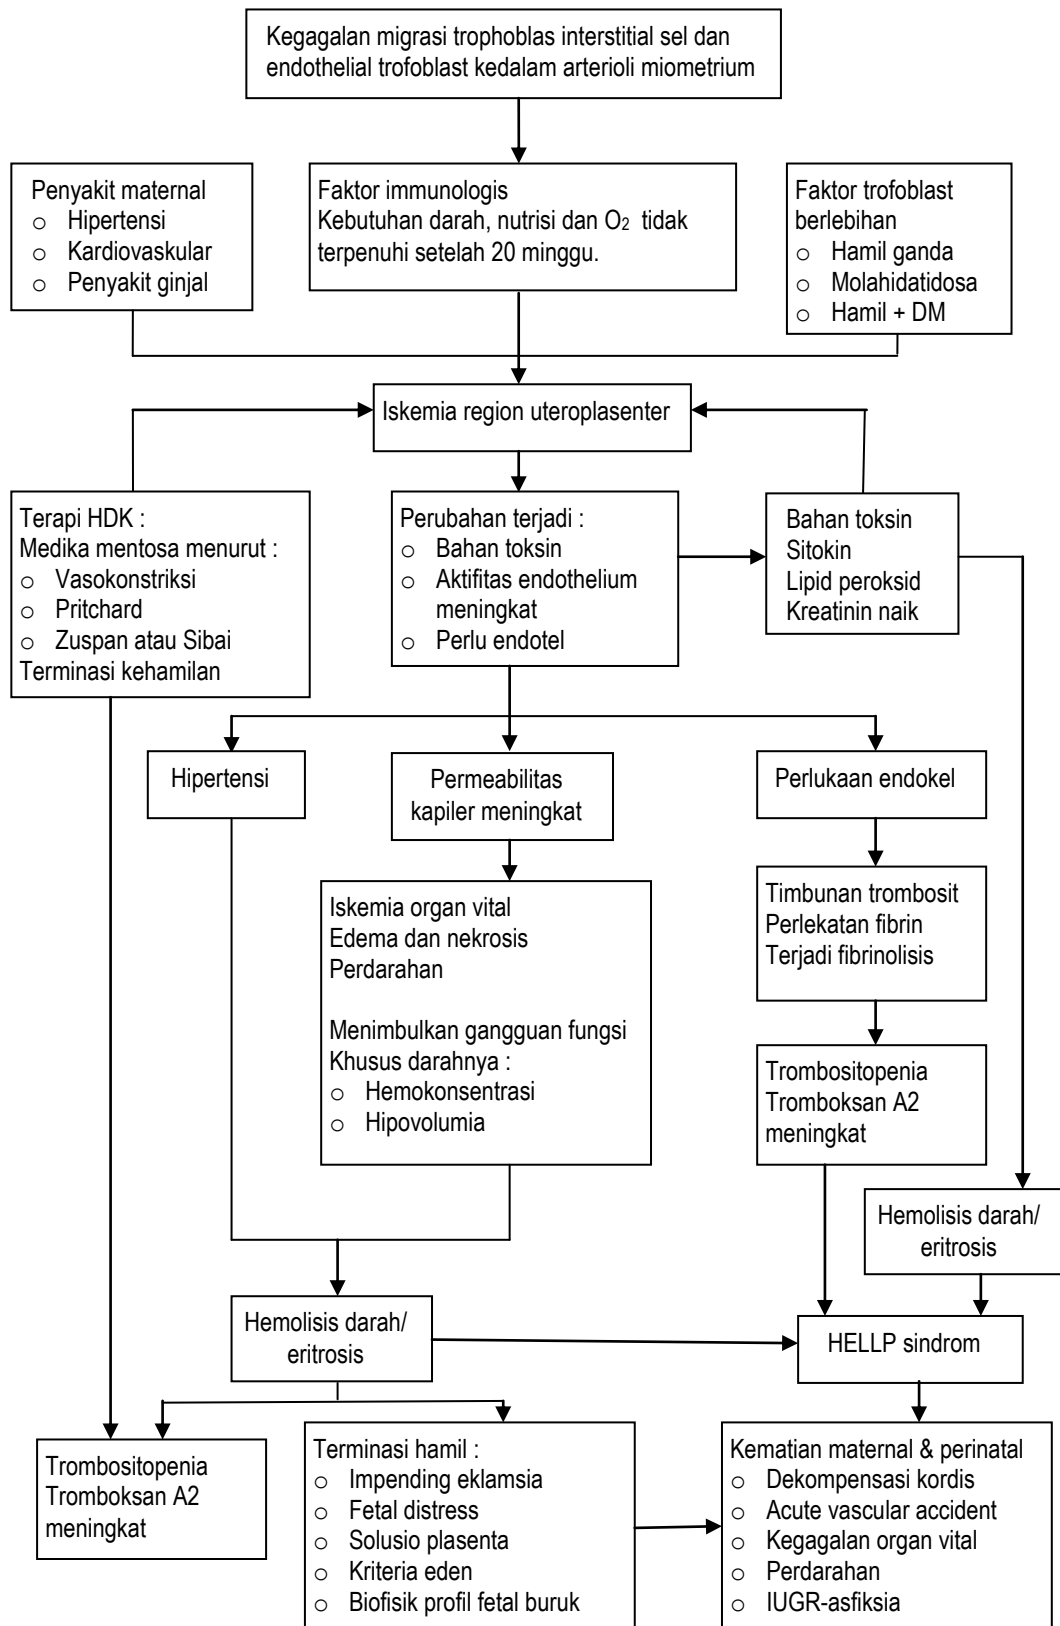 Kegagalan migrasi trophoblas interstitial sel dan
endothelial trofoblast kedalam arterioli miometrium
Penyakit maternal
o Hipertensi
o Kardiovaskular
o Penyakit ginjal
Faktor immunologis
Kebutuhan darah, nutrisi dan O₂ tidak
terpenuhi setelah 20 minggu.
Faktor trofoblast
berlebihan
o Hamil ganda
o Molahidatidosa
o Hamil + DM
Iskemia region uteroplasenter
Terapi HDK :
Medika mentosa menurut :
o Vasokonstriksi
o Pritchard
o Zuspan atau Sibai
Terminasi kehamilan
Perubahan terjadi :
o Bahan toksin
o Aktifitas endothelium
meningkat
o Perlu endotel
Bahan toksin
Sitokin
Lipid peroksid
Kreatinin naik
Hipertensi
Permeabilitas
kapiler meningkat
Perlukaan endokel
Iskemia organ vital
Edema dan nekrosis
Perdarahan
Menimbulkan gangguan fungsi
Khusus darahnya :
o Hemokonsentrasi
o Hipovolumia
Timbunan trombosit
Perlekatan fibrin
Terjadi fibrinolisis
Trombositopenia
Tromboksan A2
meningkat
Hemolisis darah/
eritrosis
Hemolisis darah/
eritrosis
HELLP sindrom
Trombositopenia
Tromboksan A2
meningkat
Terminasi hamil :
o Impending eklamsia
o Fetal distress
o Solusio plasenta
o Kriteria eden
o Biofisik profil fetal buruk
Kematian maternal & perinatal
o Dekompensasi kordis
o Acute vascular accident
o Kegagalan organ vital
o Perdarahan
o IUGR-asfiksia